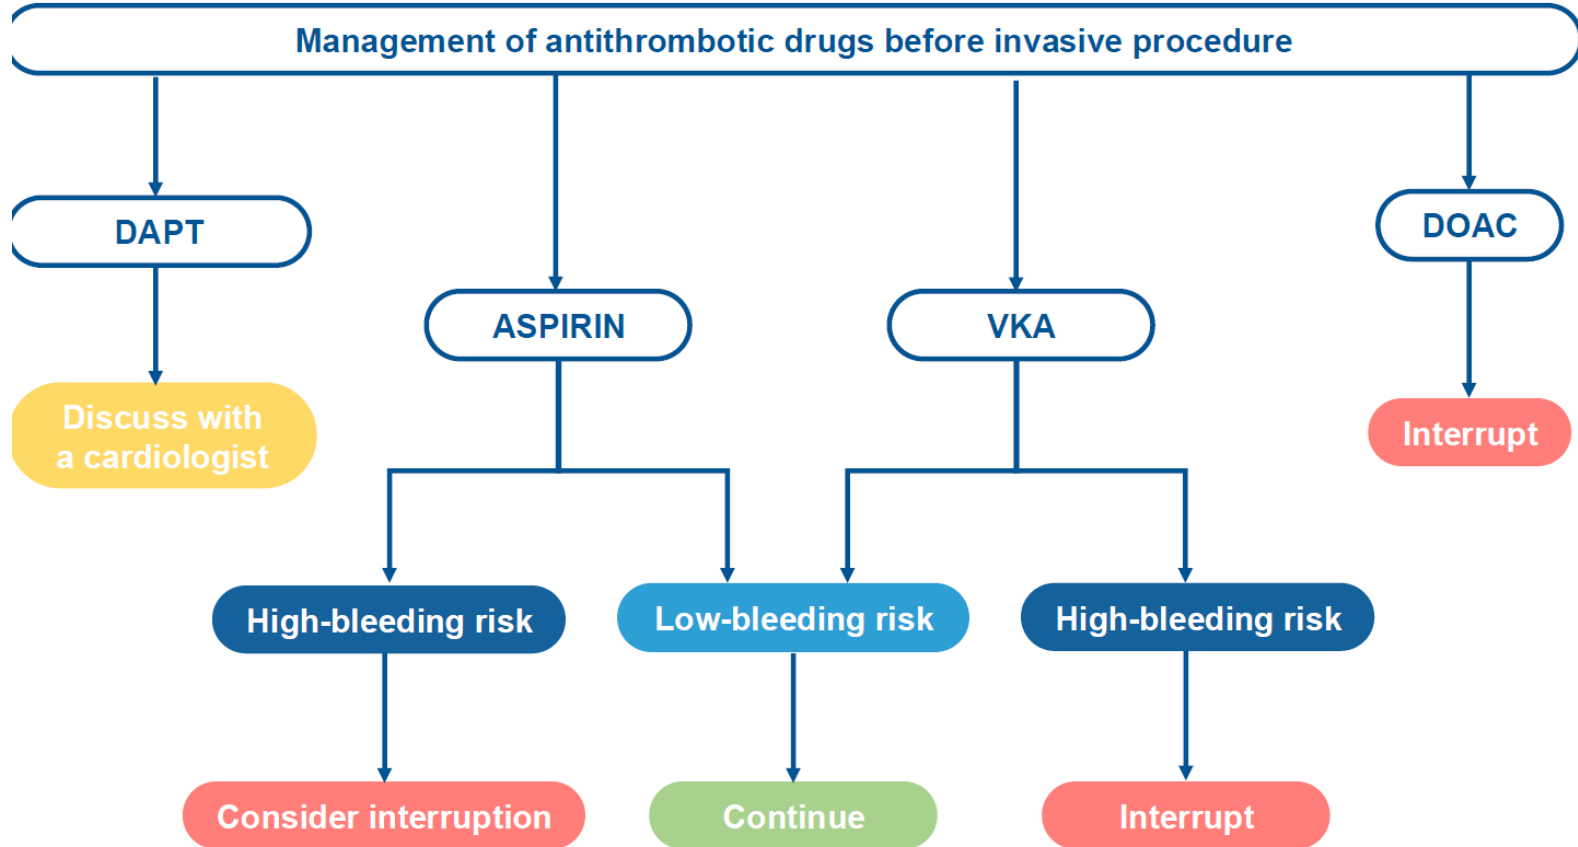 Management of antithrombotic drugs before invasive procedure
DAPT
DOAC
ASPIRIN
VKA
Discuss with
a cardiologist
Interrupt
High-bleeding risk
Low-bleeding risk
High-bleeding risk
Consider interruption
Continue
Interrupt